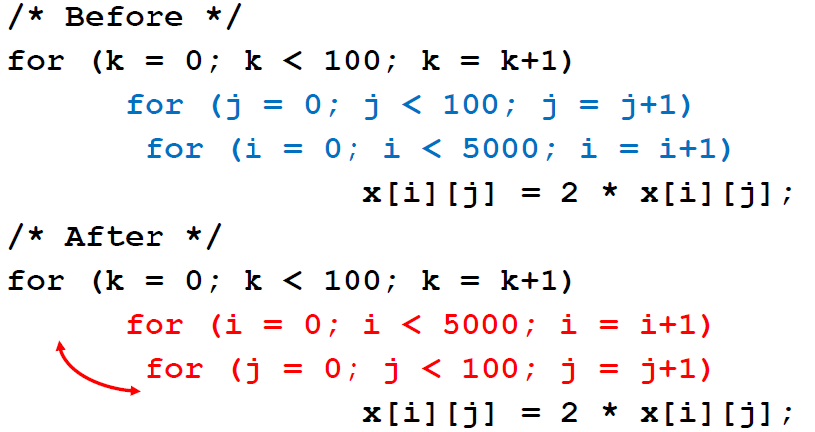 /* Before */
for (k = 0; k < 100; k = k+1)
for (j = 0; j < 100; j = j+1)
for (i = 0; i < 5000; i = i+1)
x[i][j] = 2 * x[i][j];
/* After */
for (k = 0; k < 100; k = k+1)
for (i = 0; i < 5000; i = i+1)
for (j = 0; j < 100; j = j+1)
x[i][j] = 2 * x[i][j];